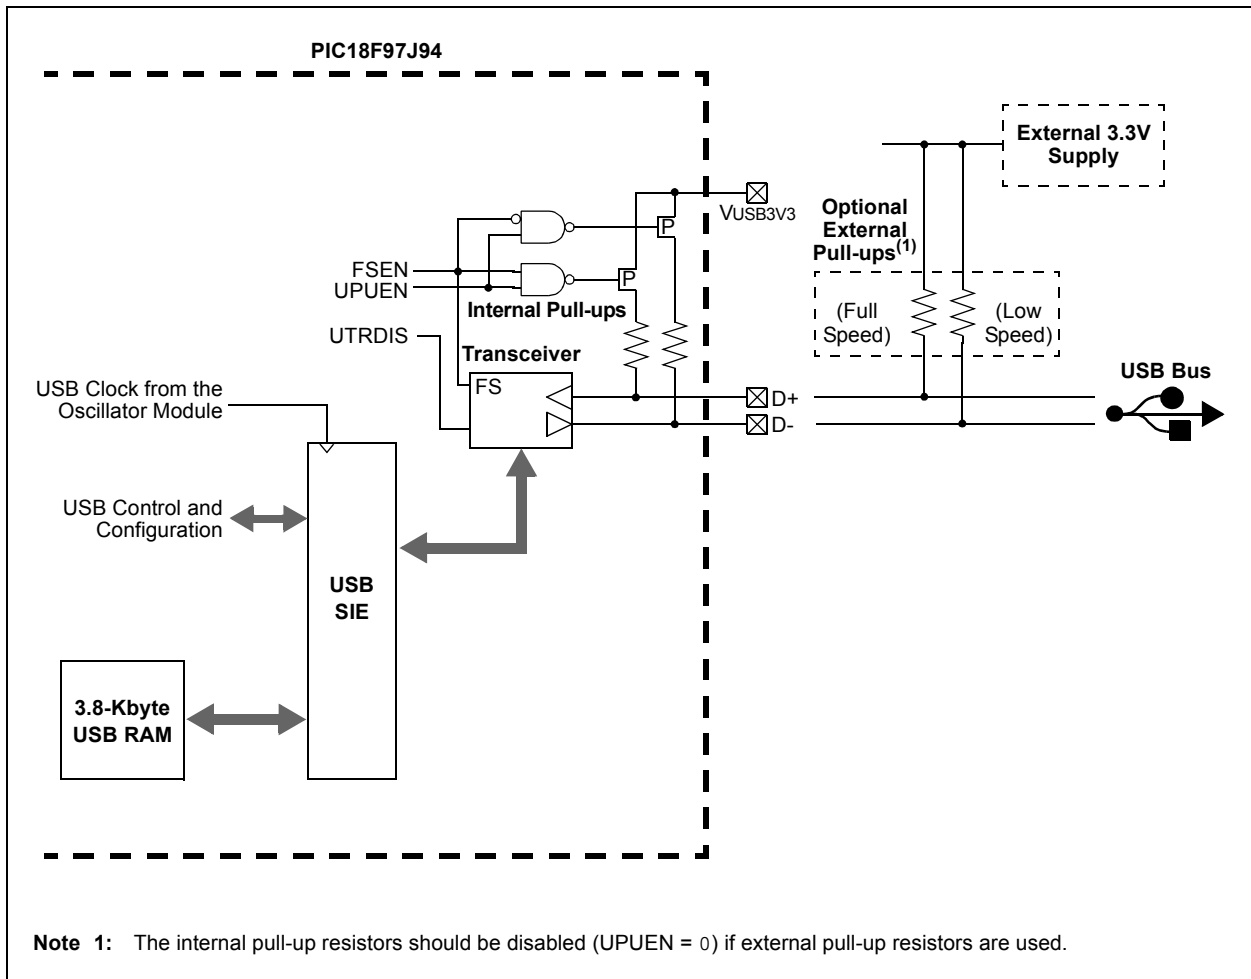 PIC18F97J94
External 3.3V
Supply
VUSB3V3
Optional
External
Pull-ups(1)
P
P
FSEN
UPUEN
Internal Pull-ups
(Full
Speed)
(Low
Speed)
UTRDIS
Transceiver
FS
USB Clock from the
Oscillator Module
D+
D-
USB Bus
USB Control and
Configuration
USB
SIE
3.8-Kbyte
USB RAM
Note 1: The internal pull-up resistors should be disabled (UPUEN = 0) if external pull-up resistors are used.